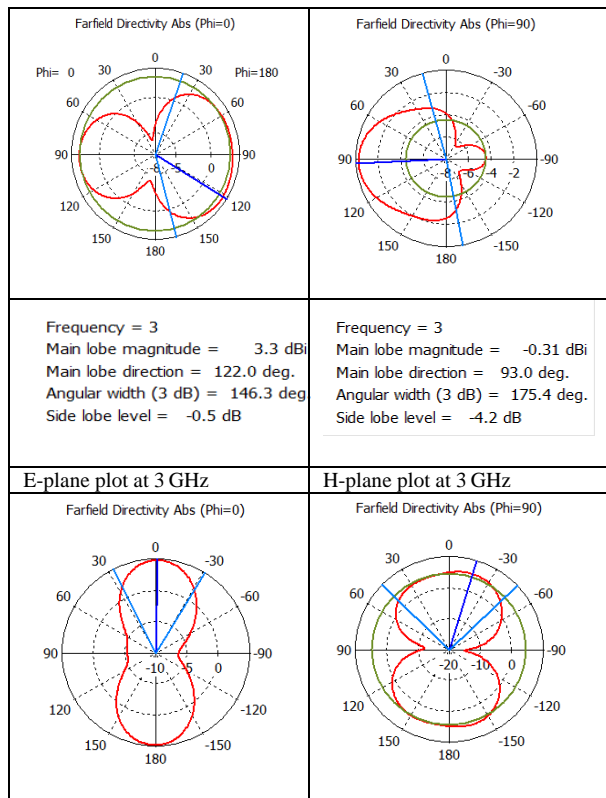 Farfield Directivity Abs (Phi=0)
Phi= 0 30 0 30 Phi=180
60 60
90 -8 -5 0 90
120 120
150 180 150
Farfield Directivity Abs (Phi=90)
0
30 -30
60 -60
90 -8 -6 -4 -2 -90
120 -120
150 -150
180
Frequency = 3
Main lobe magnitude = 3.3 dBi
Main lobe direction = 122.0 deg.
Angular width (3 dB) = 146.3 deg.
Side lobe level = -0.5 dB
Frequency = 3
Main lobe magnitude = -0.31 dBi
Main lobe direction = 93.0 deg.
Angular width (3 dB) = 175.4 deg.
Side lobe level = -4.2 dB
E-plane plot at 3 GHz
H-plane plot at 3 GHz
Farfield Directivity Abs (Phi=0)
0
30 -30
60 -60
90 -10 -5 0 -90
120 -120
150 -150
180
Farfield Directivity Abs (Phi=90)
0
30 -30
60 -60
90 -20 -10 0 -90
120 -120
150 -150
180